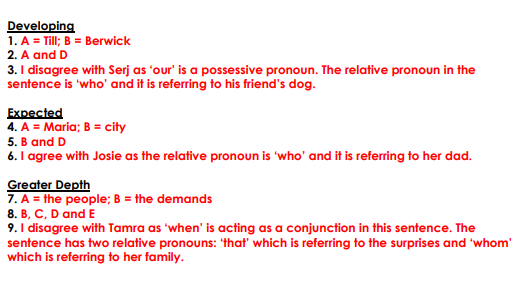 Developing
1. A = Till; B = Berwick
2. A and D
3. I disagree with Serj as ‘our’ is a possessive pronoun. The relative pronoun in the
sentence is ‘who’ and it is referring to his friend’s dog.
Expected
4. A = Maria; B = city
5. B and D
6. I agree with Josie as the relative pronoun is ‘who’ and it is referring to her dad.
Greater Depth
7. A = the people; B = the demands
8. B, C, D and E
9. I disagree with Tamra as ‘when’ is acting as a conjunction in this sentence. The
sentence has two relative pronouns: ‘that’ which is referring to the surprises and ‘whom’
which is referring to her family.